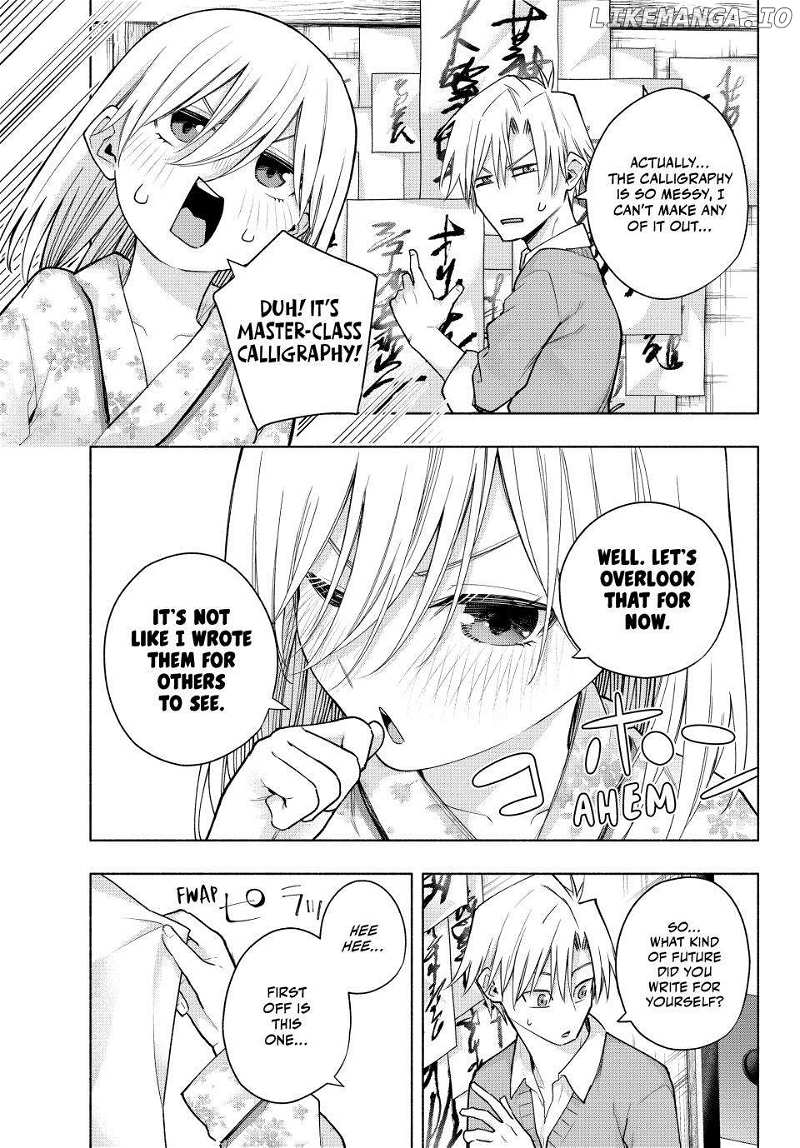 LIKEMANGA.IO
ACTUALLY...
THE CALLIGRAPHY
IS SO MESSY, I
CAN'T MAKE ANY
OF IT OUT...
DUH! IT'S
MASTER-CLASS
CALLIGRAPHY!
WELL. LET'S
OVERLOOK
THAT FOR
NOW.
IT'S NOT
LIKE I WROTE
THEM FOR
OTHERS
TO SEE.
コホー
AHEM
SO...
WHAT KIND
OF FUTURE
DID YOU
WRITE FOR
YOURSELF?
HEE
HEE...
FIRST
OFF IS
THIS
ONE...
FWAP
ピラッ